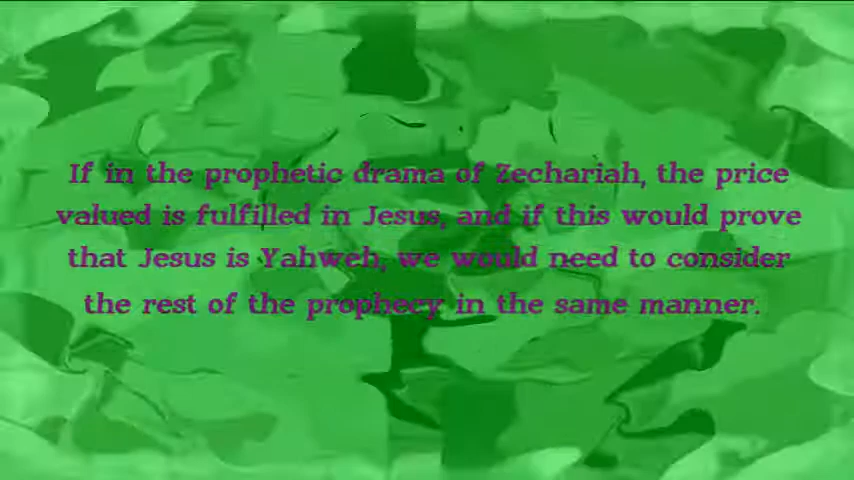 If in the prophetic drama of Zechariah, the price
valued is fulfilled in Jesus, and if this would prove
that Jesus is Yahweh, we would need to consider
the rest of the prophecy in the same manner.